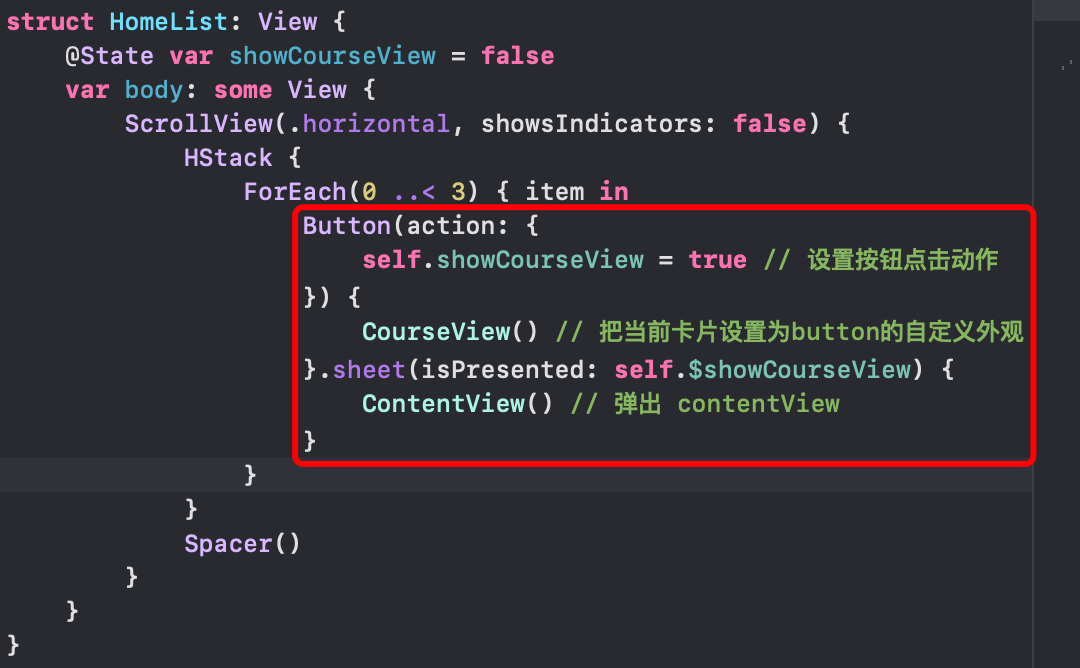 struct HomeList: View {
    @State var showCourseView = false
    var body: some View {
        ScrollView(.horizontal, showsIndicators: false) {
            HStack {
                ForEach(0 ..< 3) { item in
                    Button(action: {
                        self.showCourseView = true // 设置按钮点击动作
                    }) {
                        CourseView() // 把当前卡片设置为button的自定义外观
                    }.sheet(isPresented: self.$showCourseView) {
                        ContentView() // 弹出 contentView
                    }
                }
            }
            Spacer()
        }
    }
}